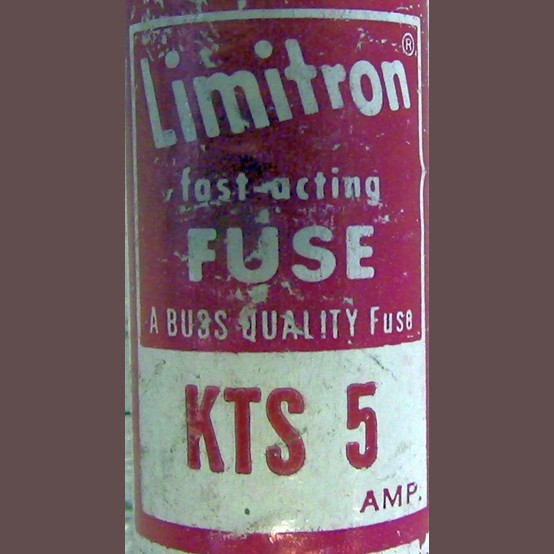 Limitron®
fast-acting
FUSE
A BUSS QUALITY Fuse
KTS 5
AMP.